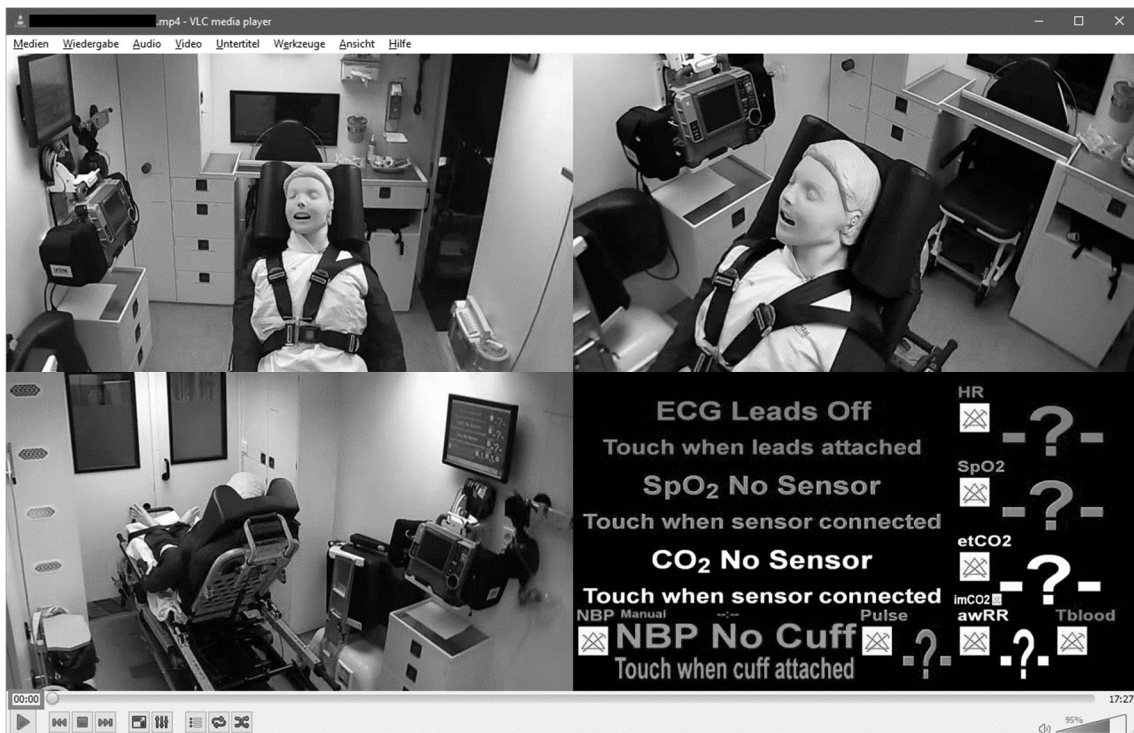 .mp4 - VLC media player
Medien Wiedergabe Audio Video Untertitel Werkzeuge Ansicht Hilfe
ECG Leads Off
Touch when leads attached
HR
-?-
SpO2 No Sensor
Touch when sensor connected
SpO2
-?-
CO2 No Sensor
Touch when sensor connected
etCO2
-?-
imCO2
NBP Manual --:--
NBP No Cuff
Touch when cuff attached
Pulse
-?-
awRR
-?-
Tblood
00:00
17:27
95%